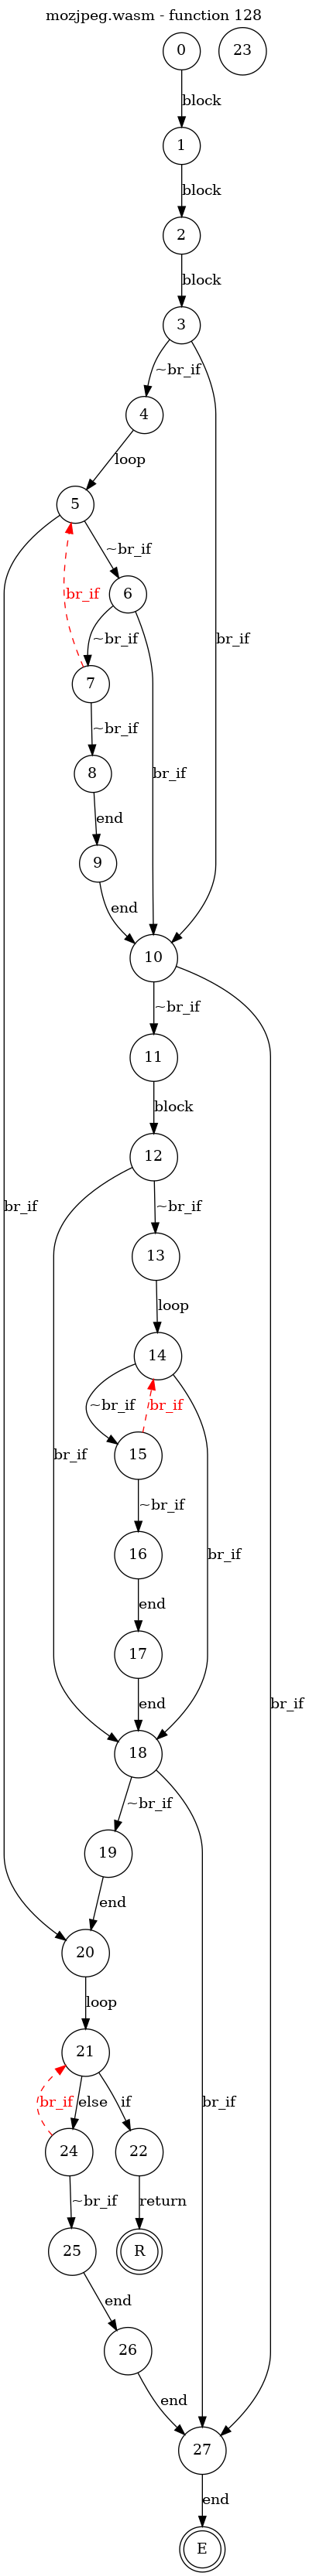 mozjpeg.wasm - function 128
0 23
block
1
block
2
block
3
~br_if
4
loop
5
~br_if
6
br_if
~br_if
br_if
7
~br_if
br_if
8
end
9
end
10
~br_if
11
block
12
br_if
~br_if
13
loop
14
~br_if br_if
15
br_if
~br_if
br_if
16
end
br_if
17
end
18
~br_if
19
end
20
loop
21
br_if else if
br_if
24 22
~br_if return
25 R
end
26
end
27
end
E